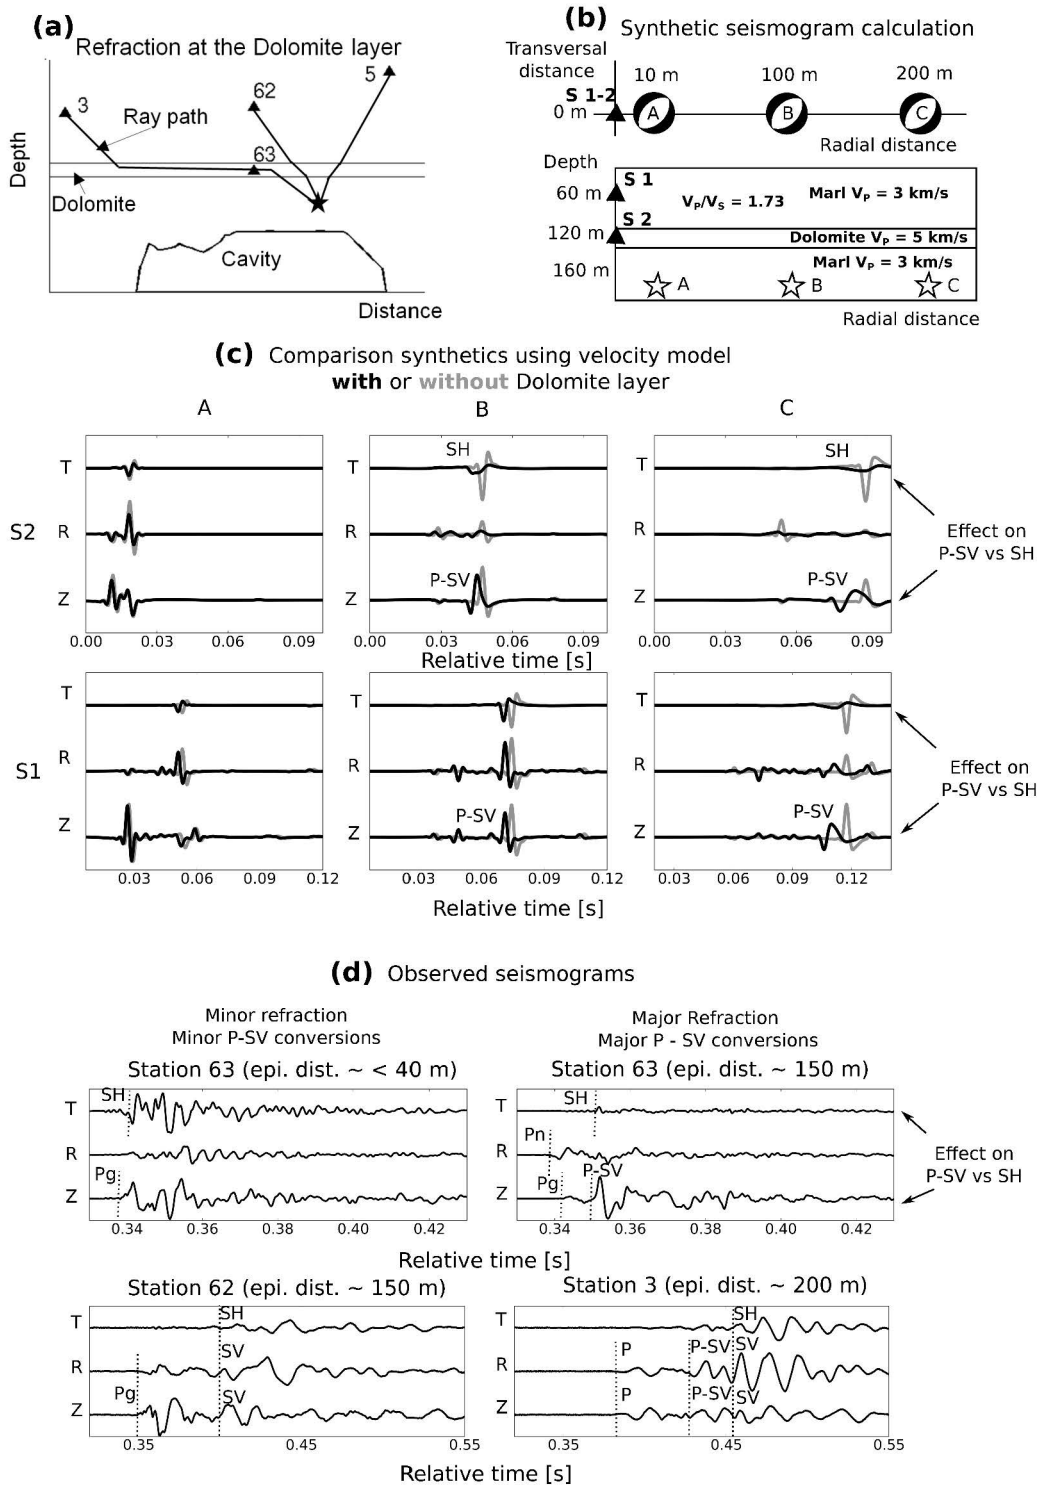 (a)
Refraction at the Dolomite layer
5
3
62
Ray path
63
Depth
Dolomite
Cavity
Distance
(b) Synthetic seismogram calculation
Transversal
distance
10 m 100 m 200 m
S 1-2
0 m
A B C
Radial distance
Depth
S 1
60 m
VP/VS = 1.73
Marl VP = 3 km/s
S 2
120 m
Dolomite VP = 5 km/s
Marl VP = 3 km/s
160 m
A B C
Radial distance
(c) Comparison synthetics using velocity model
with or without Dolomite layer
A B C
S2
T
R
Z
0.00 0.03 0.06 0.09
T SH
R
Z P-SV
0.00 0.03 0.06 0.09
T SH
R
Z P-SV
0.00 0.03 0.06 0.09
Effect on
P-SV vs SH
Relative time [s]
S1
T
R
Z
0.03 0.06 0.09 0.12
T
R
Z P-SV
0.03 0.06 0.09 0.12
T
R
Z P-SV
0.03 0.06 0.09 0.12
Effect on
P-SV vs SH
Relative time [s]
(d) Observed seismograms
Minor refraction
Minor P-SV conversions
Station 63 (epi. dist. ~ < 40 m)
T SH
R
Z Pg
0.34 0.36 0.38 0.40 0.42
Major Refraction
Major P - SV conversions
Station 63 (epi. dist. ~ 150 m)
T SH
R Pn
Z Pg P-SV
0.34 0.36 0.38 0.40 0.42
Effect on
P-SV vs SH
Relative time [s]
Station 62 (epi. dist. ~ 150 m)
T SH
R SV
Z Pg SV
0.35 0.45 0.55
Station 3 (epi. dist. ~ 200 m)
T SH
R P P-SV SV
Z P P-SV SV
0.35 0.45 0.55
Relative time [s]